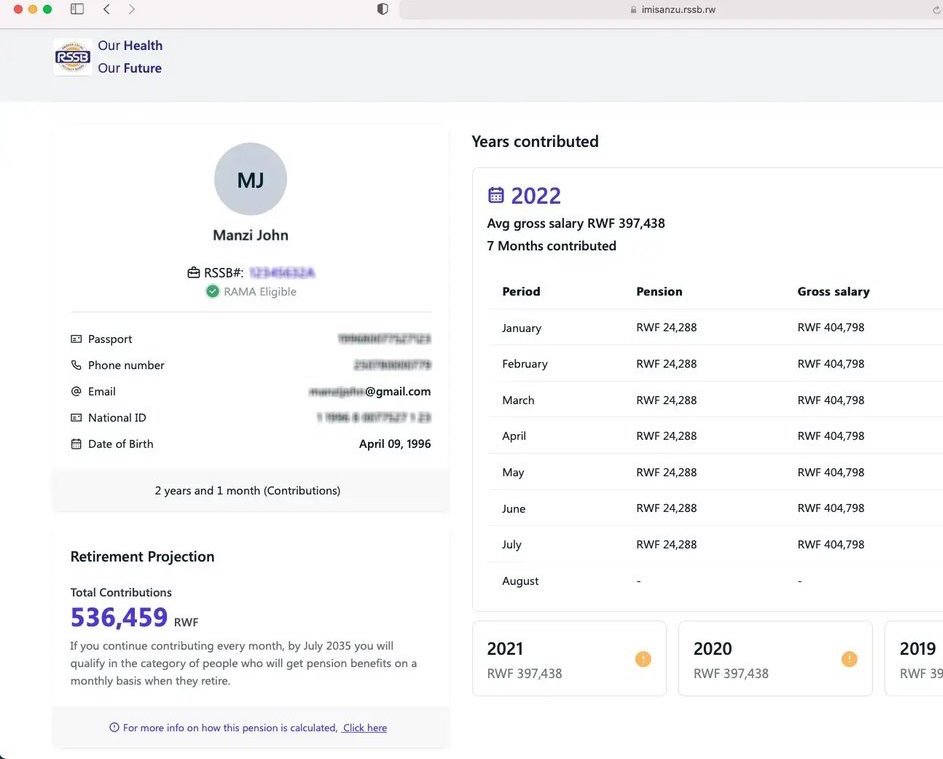 imisanzu.rssb.rw
RSSB
Our Health
Our Future
MJ
Manzi John
RSSB#:
RAMA Eligible
Passport
Phone number
Email @gmail.com
National ID
Date of Birth April 09, 1996
2 years and 1 month (Contributions)
Retirement Projection
Total Contributions
536,459 RWF
If you continue contributing every month, by July 2035 you will
qualify in the category of people who will get pension benefits on a
monthly basis when they retire.
For more info on how this pension is calculated, Click here
Years contributed
2022
Avg gross salary RWF 397,438
7 Months contributed
Period Pension Gross salary
January RWF 24,288 RWF 404,798
February RWF 24,288 RWF 404,798
March RWF 24,288 RWF 404,798
April RWF 24,288 RWF 404,798
May RWF 24,288 RWF 404,798
June RWF 24,288 RWF 404,798
July RWF 24,288 RWF 404,798
August - -
2021
RWF 397,438
2020
RWF 397,438
2019
RWF 39